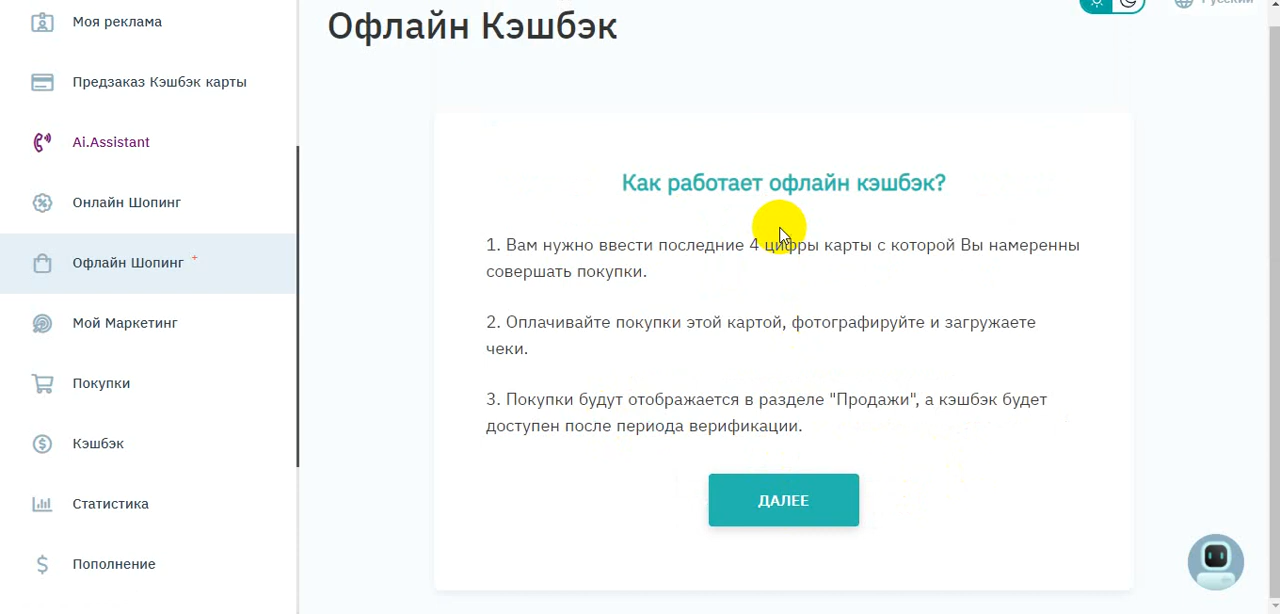 Моя реклама
Предзаказ Кэшбэк карты
Ai.Assistant
Онлайн Шопинг
Офлайн Шопинг +
Мой Маркетинг
Покупки
Кэшбэк
Статистика
Пополнение
Русский
Офлайн Кэшбэк
Как работает офлайн кэшбэк?
1. Вам нужно ввести последние 4 цифры карты с которой Вы намеренны
совершать покупки.
2. Оплачивайте покупки этой картой, фотографируйте и загружаете
чеки.
3. Покупки будут отображается в разделе "Продажи", а кэшбэк будет
доступен после периода верификации.
ДАЛЕЕ